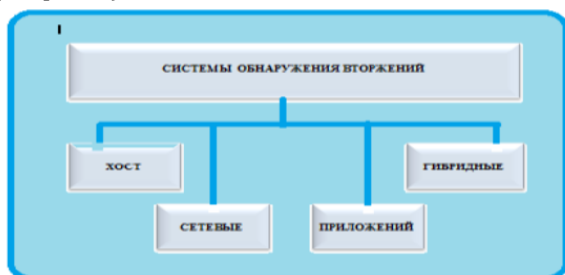 СИСТЕМЫ ОБНАРУЖЕНИЯ ВТОРЖЕНИЙ
ХОСТ
ГИБРИДНЫЕ
СЕТЕВЫЕ
ПРИЛОЖЕНИЙ